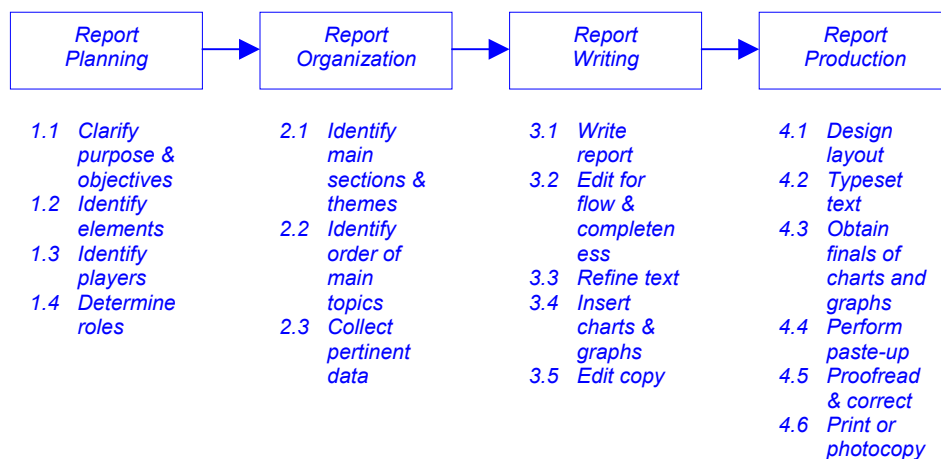 Report
Planning
Report
Organization
Report
Writing
Report
Production
1.1 Clarify
purpose &
objectives
1.2 Identify
elements
1.3 Identify
players
1.4 Determine
roles
2.1 Identify
main
sections &
themes
2.2 Identify
order of
main
topics
2.3 Collect
pertinent
data
3.1 Write
report
3.2 Edit for
flow &
completen
ess
3.3 Refine text
3.4 Insert
charts &
graphs
3.5 Edit copy
4.1 Design
layout
4.2 Typeset
text
4.3 Obtain
finals of
charts and
graphs
4.4 Perform
paste-up
4.5 Proofread
& correct
4.6 Print or
photocopy